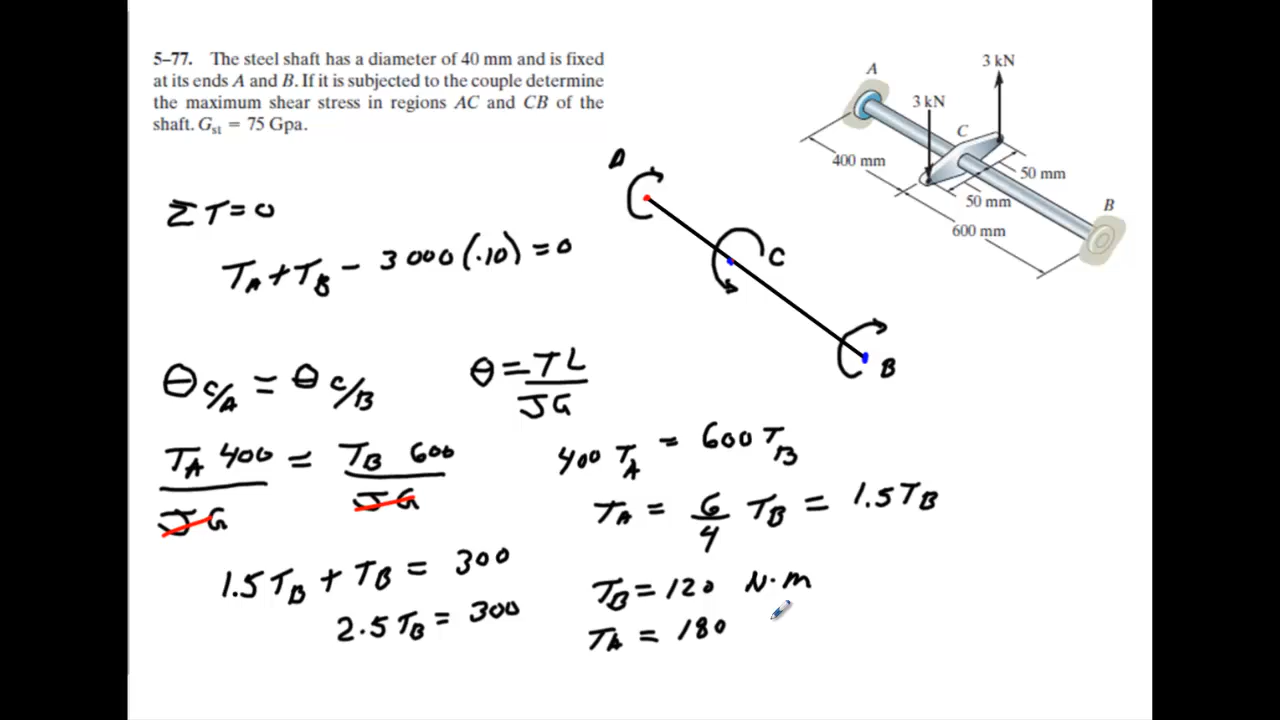 5–77. The steel shaft has a diameter of 40 mm and is fixed
at its ends A and B. If it is subjected to the couple determine
the maximum shear stress in regions AC and CB of the
shaft. Gst = 75 Gpa.
3 kN
A
3 kN
C
400 mm
50 mm
50 mm
B
600 mm
A
C
B
ΣT=0
TA+TB - 3000(.10)=0
θC/A = θC/B
θ = TL/JG
TA 400/JG = TB 600/JG
400 TA = 600 TB
TA = 6/4 TB = 1.5TB
1.5TB + TB = 300
2.5TB = 300
TB = 120 N·m
TA = 180